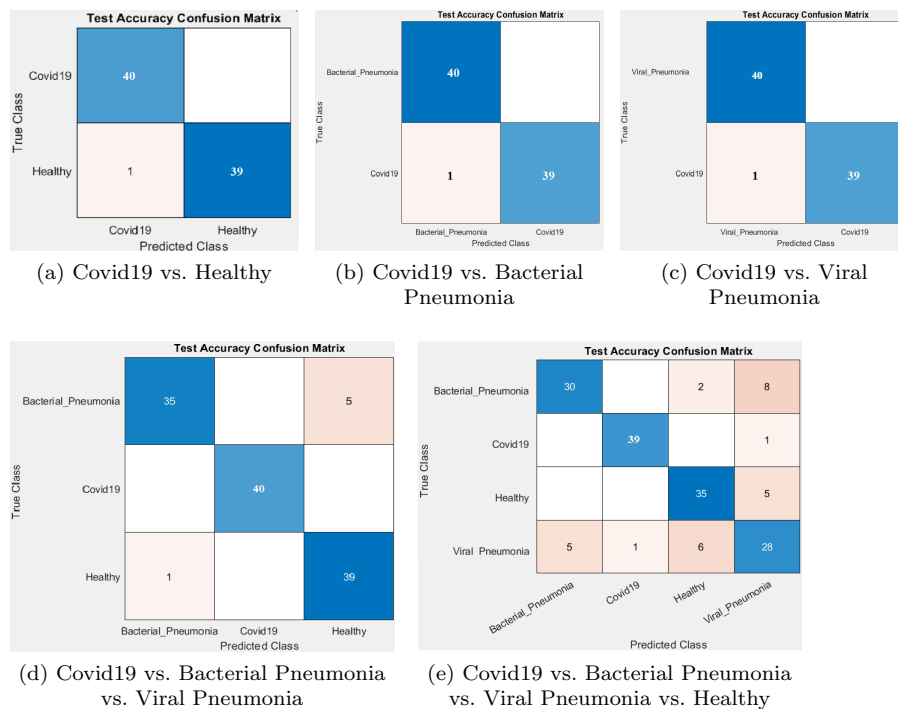 Test Accuracy Confusion Matrix
True Class
Covid19
40
Healthy
1
39
Covid19
Healthy
Predicted Class
(a) Covid19 vs. Healthy
Test Accuracy Confusion Matrix
True Class
Bacterial_Pneumonia
40
Covid19
1
39
Bacterial_Pneumonia
Covid19
Predicted Class
(b) Covid19 vs. Bacterial
Pneumonia
Test Accuracy Confusion Matrix
True Class
Viral_Pneumonia
40
Covid19
1
39
Viral_Pneumonia
Covid19
Predicted Class
(c) Covid19 vs. Viral
Pneumonia
Test Accuracy Confusion Matrix
True Class
Bacterial_Pneumonia
35
5
Covid19
40
Healthy
1
39
Bacterial_Pneumonia
Covid19
Healthy
Predicted Class
(d) Covid19 vs. Bacterial Pneumonia
vs. Viral Pneumonia
Test Accuracy Confusion Matrix
True Class
Bacterial_Pneumonia
30
2
8
Covid19
39
1
Healthy
35
5
Viral Pneumonia
5
1
6
28
Bacterial_Pneumonia
Covid19
Healthy
Viral_Pneumonia
Predicted Class
(e) Covid19 vs. Bacterial Pneumonia
vs. Viral Pneumonia vs. Healthy